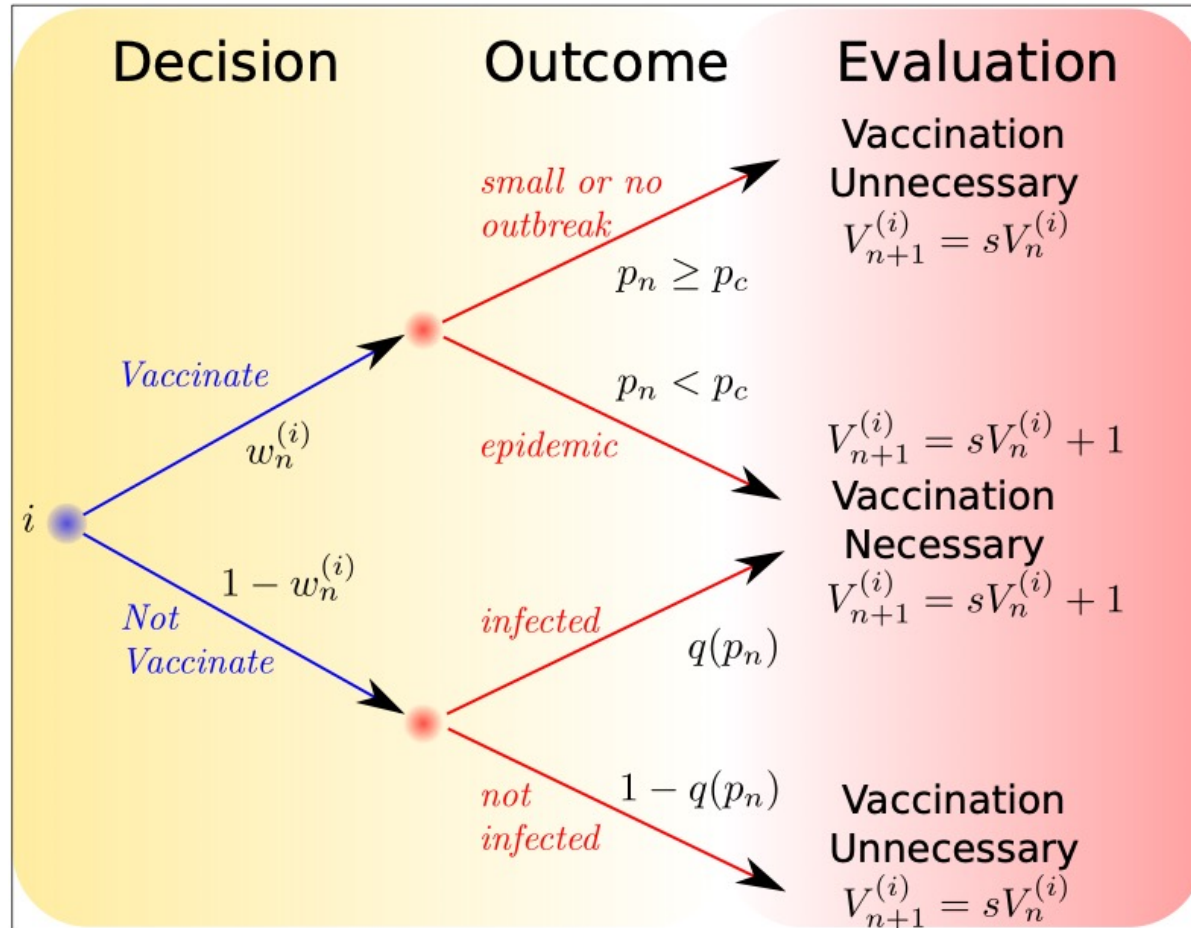 Decision
Outcome
Evaluation
Vaccination
Unnecessary
$V_{n+1}^{(i)} = sV_n^{(i)}$
small or no
outbreak
$p_n \geq p_c$
Vaccinate
$w_n^{(i)}$
$p_n < p_c$
epidemic
$V_{n+1}^{(i)} = sV_n^{(i)} + 1$
Vaccination
Necessary
$V_{n+1}^{(i)} = sV_n^{(i)} + 1$
$i$
$1 - w_n^{(i)}$
Not
Vaccinate
infected
$q(p_n)$
not
infected
$1 - q(p_n)$
Vaccination
Unnecessary
$V_{n+1}^{(i)} = sV_n^{(i)}$